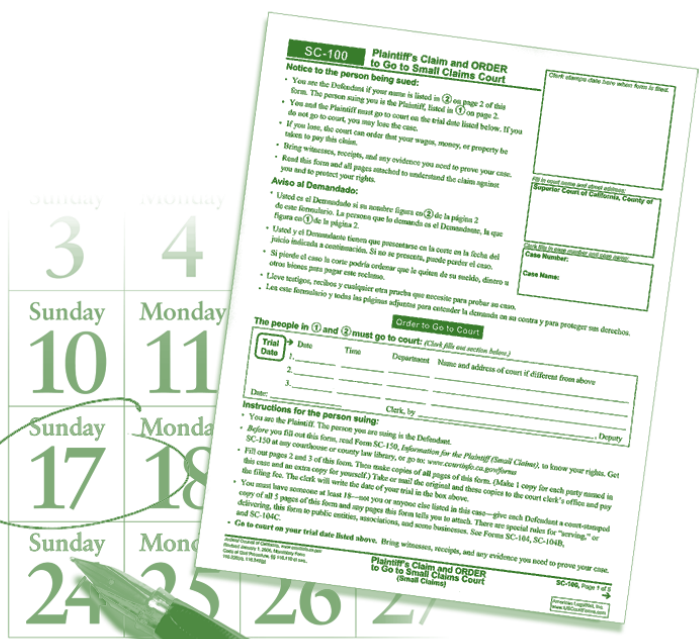 Monday
3
4
Sunday
Monday
10
11
Sunday
Monda
17
18
Sunday
Mond
24
25
26
27
SC-100
Plaintiff's Claim and ORDER
to Go to Small Claims Court
Clerk stamps date here when form is filed.
Notice to the person being sued:
• You are the Defendant if your name is listed in ② on page 2 of this
form. The person suing you is the Plaintiff, listed in ① on page 2.
• You and the Plaintiff must go to court on the trial date listed below. If you
do not go to court, you may lose the case.
• If you lose, the court can order that your wages, money, or property be
taken to pay this claim.
• Bring witnesses, receipts, and any evidence you need to prove your case.
• Read this form and all pages attached to understand the claim against
you and to protect your rights.
Fill in court name and street address:
Superior Court of California, County of
Aviso al Demandado:
• Usted es el Demandado si su nombre figura en ② de la página 2
de este formulario. La persona que lo demanda es el Demandante, la que
figura en ① de la página 2.
• Usted y el Demandante tienen que presentarse en la corte en la fecha del
juicio indicada a continuación. Si no se presenta, puede perder el caso.
• Si pierde el caso la corte podría ordenar que le quiten de su sueldo, dinero u
otros bienes para pagar este reclamo.
• Lleve testigos, recibos y cualquier otra prueba que necesite para probar su caso.
• Lea este formulario y todas las páginas adjuntas para entender la demanda en su contra y para proteger sus derechos.
Case Number:
Case Name:
Order to Go to Court
The people in ① and ② must go to court: (Clerk fills out section below.)
Trial
Date
Date
Time
Department
Name and address of court if different from above
1.
2.
3.
Date:
Clerk, by
, Deputy
Instructions for the person suing:
• You are the Plaintiff. The person you are suing is the Defendant.
• Before you fill out this form, read Form SC-150, Information for the Plaintiff (Small Claims), to know your rights. Get
SC-150 at any courthouse or county law library, or go to: www.courtinfo.ca.gov/forms
• Fill out pages 2 and 3 of this form. Then make copies of all pages of this form. (Make 1 copy for each party named in
this case and an extra copy for yourself.) Take or mail the original and these copies to the court clerk's office and pay
the filing fee. The clerk will write the date of your trial in the box above.
• You must have someone at least 18—not you or anyone else listed in this case—give each Defendant a court-stamped
copy of all 5 pages of this form and any pages this form tells you to attach. There are special rules for "serving," or
delivering, this form to public entities, associations, and some businesses. See Forms SC-104, SC-104B,
and SC-104C.
• Go to court on your trial date listed above. Bring witnesses, receipts, and any evidence you need to prove your case.
Plaintiff's Claim and ORDER
to Go to Small Claims Court
(Small Claims)
SC-100, Page 1 of 5
American LegalNet, Inc.
www.USCourtForms.com